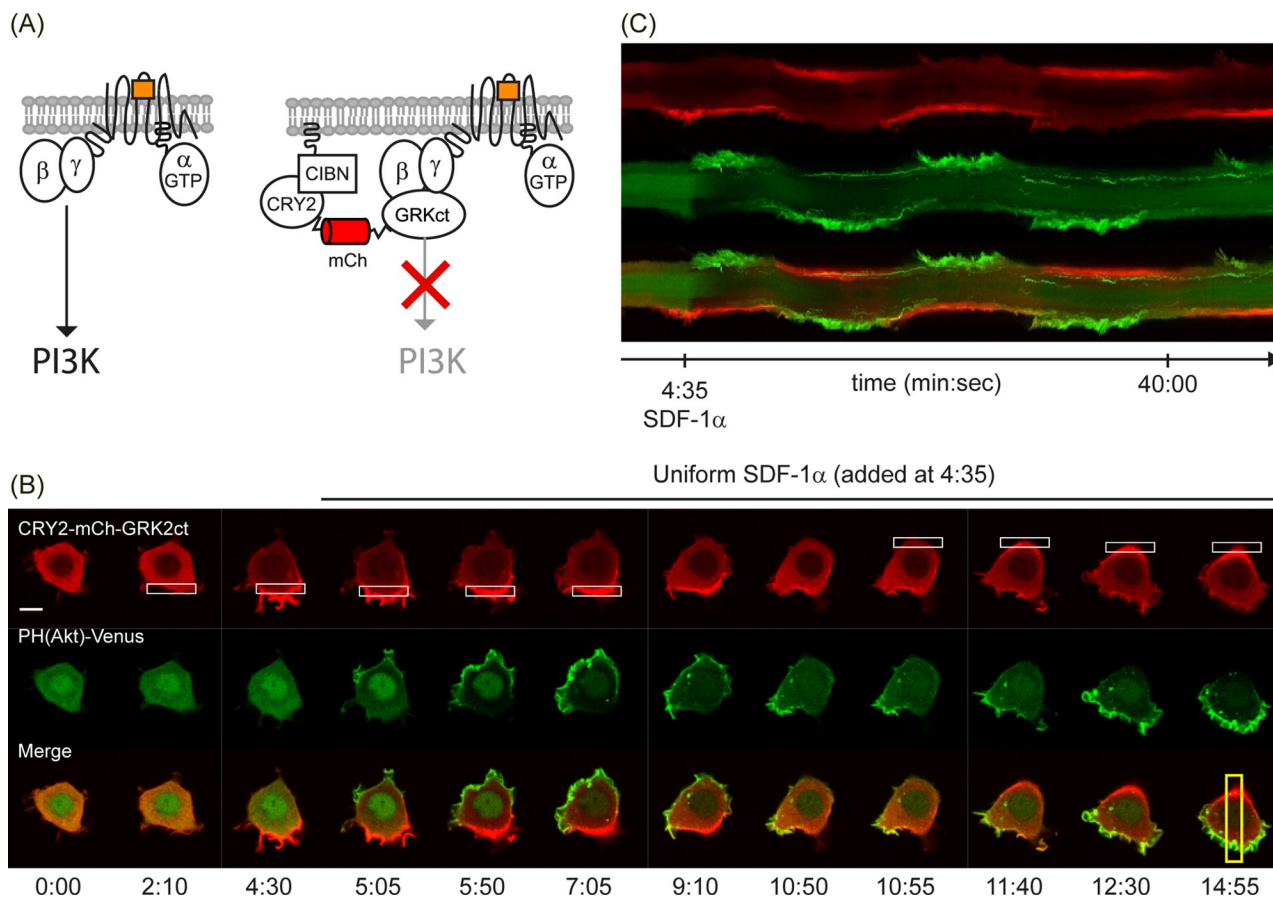 (A)
β γ
α
GTP
PI3K
CIBN
CRY2
mCh
β γ
GRKct
α
GTP
PI3K
(C)
4:35
SDF-1α
time (min:sec)
40:00
(B)
Uniform SDF-1α (added at 4:35)
CRY2-mCh-GRK2ct
PH(Akt)-Venus
Merge
0:00 2:10 4:30 5:05 5:50 7:05 9:10 10:50 10:55 11:40 12:30 14:55